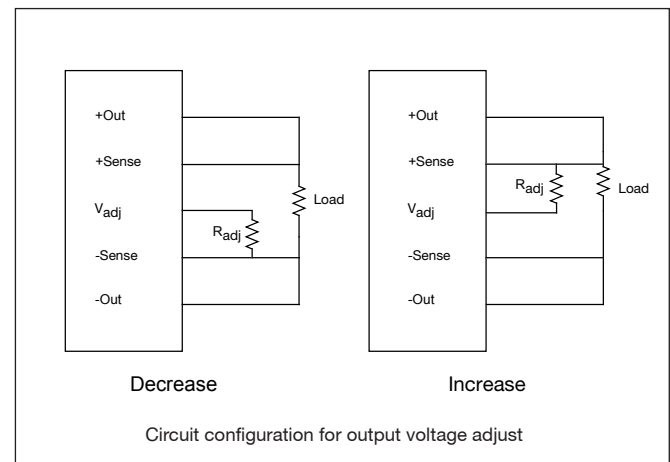 +Out
+Sense
Vadj
-Sense
-Out
Radj
Load
Decrease
+Out
+Sense
Vadj
-Sense
-Out
Radj
Load
Increase
Circuit configuration for output voltage adjust